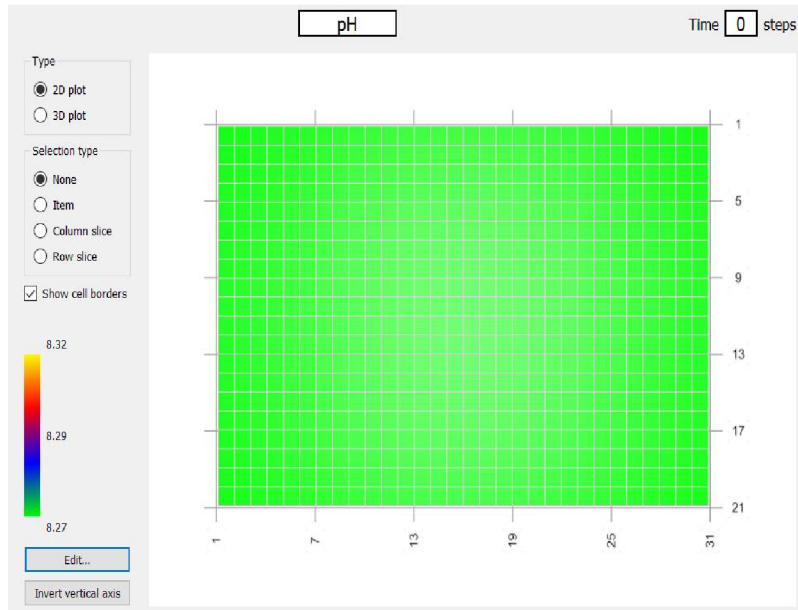 pH
Time 0 steps
Type
2D plot
3D plot
Selection type
None
Item
Column slice
Row slice
Show cell borders
8.32
8.29
8.27
Edit...
Invert vertical axis
1
5
9
13
17
21
1 7 13 19 25 31